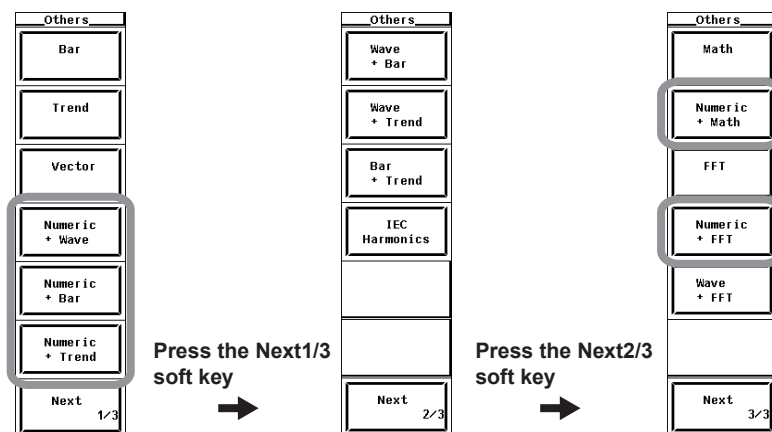 Others
Bar
Trend
Vector
Numeric
+ Wave
Numeric
+ Bar
Numeric
+ Trend
Next
1/3
Press the Next1/3
soft key
Others
Wave
+ Bar
Wave
+ Trend
Bar
+ Trend
IEC
Harmonics
Next
2/3
Press the Next2/3
soft key
Others
Math
Numeric
+ Math
FFT
Numeric
+ FFT
Wave
+ FFT
Next
3/3